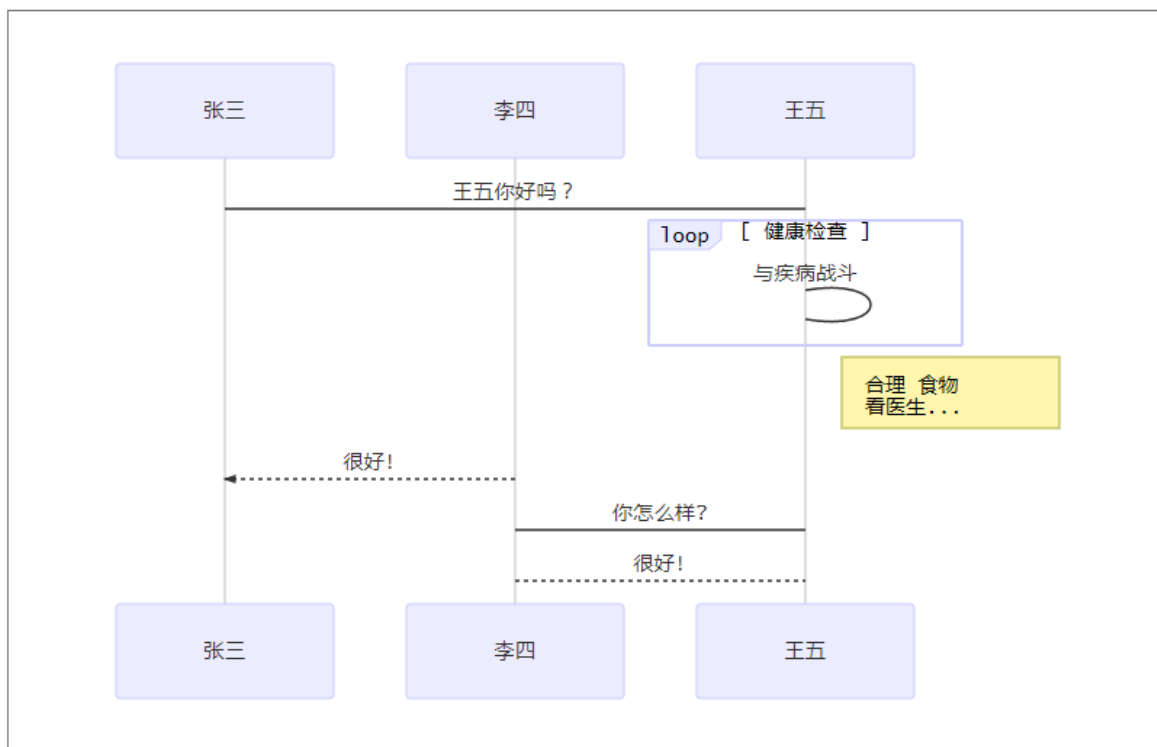 张三
李四
王五
王五你好吗？
loop
[ 健康检查 ]
与疾病战斗
合理 食物
看医生...
很好!
你怎么样?
很好!
张三
李四
王五